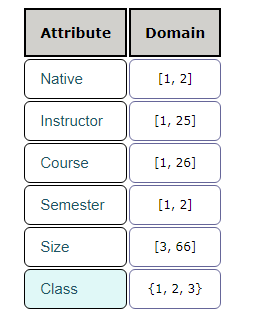 Attribute Domain
Native [1, 2]
Instructor [1, 25]
Course [1, 26]
Semester [1, 2]
Size [3, 66]
Class {1, 2, 3}